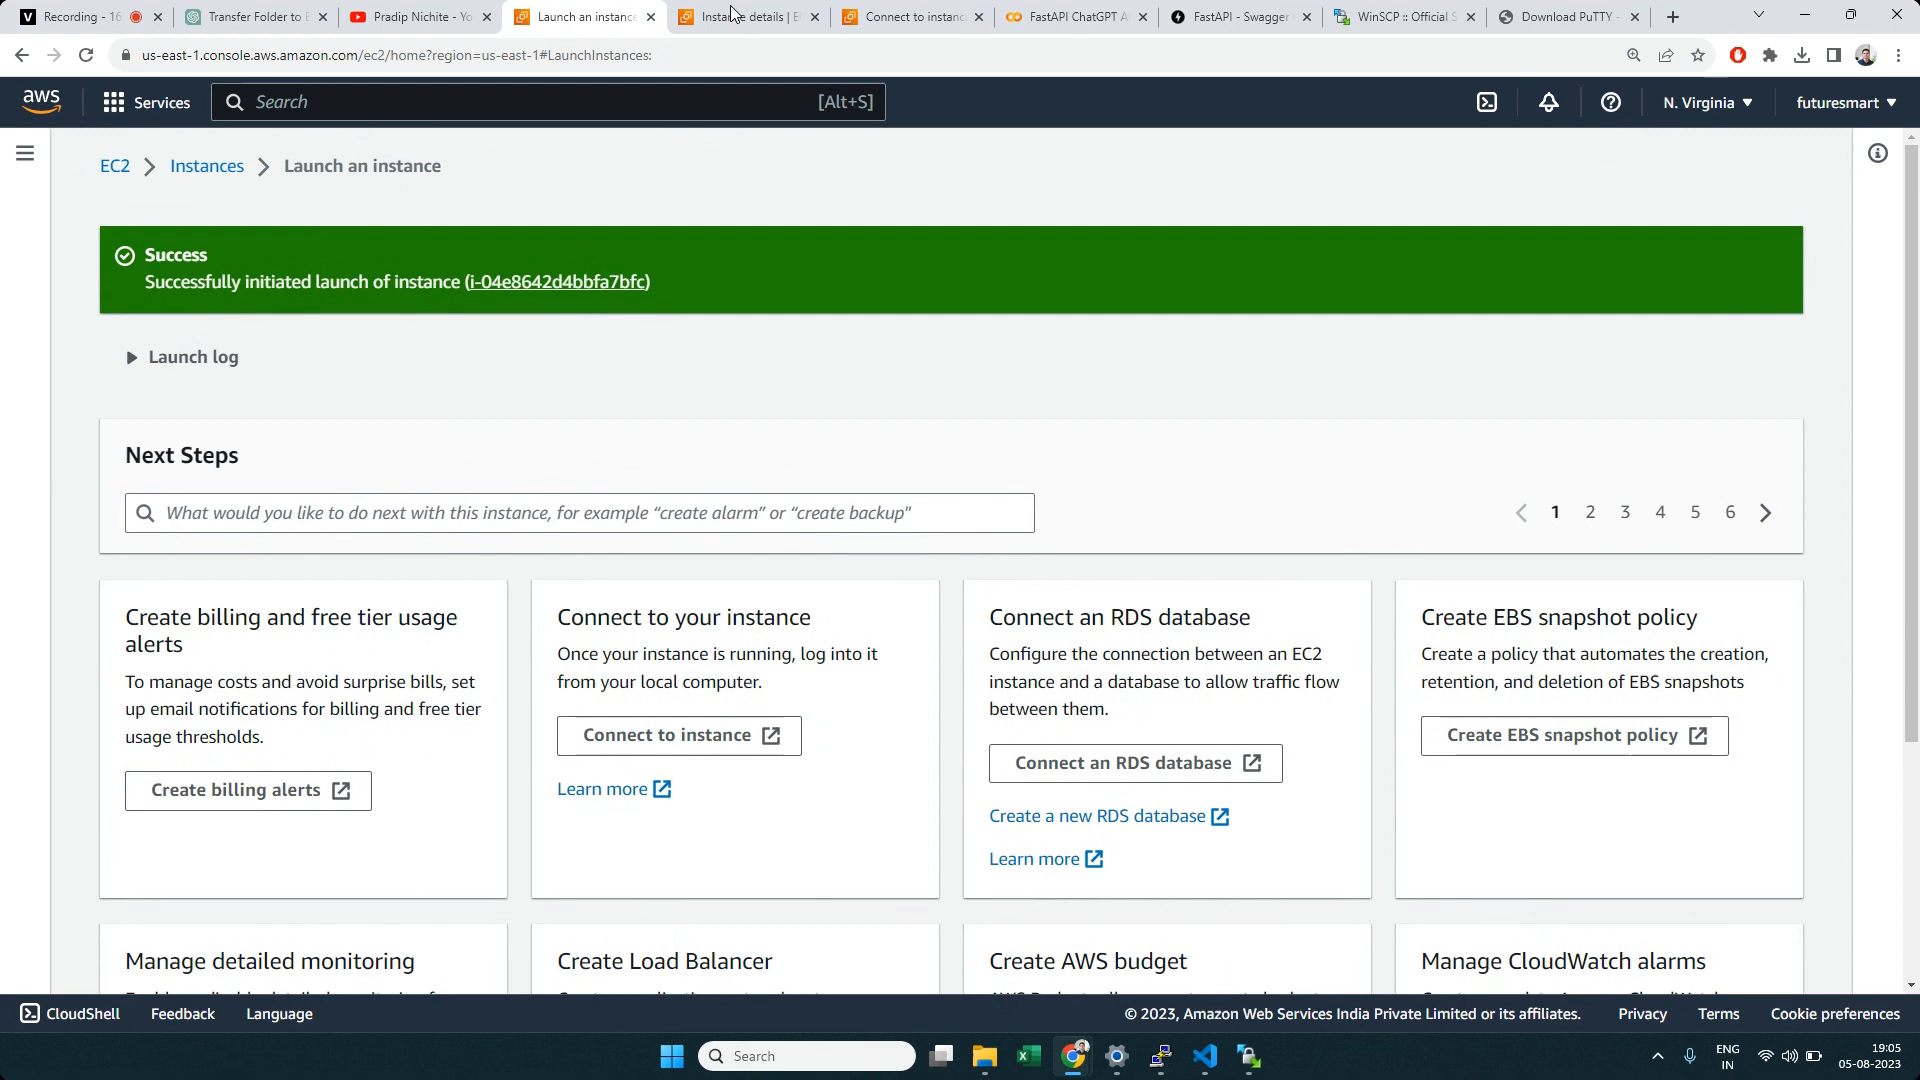 Recording - 16
Transfer Folder to E
Pradip Nichite - Yo
Launch an instance
Instance details | E
Connect to instanc
FastAPI ChatGPT A
FastAPI - Swagger
WinSCP :: Official S
Download PuTTY -
us-east-1.console.aws.amazon.com/ec2/home?region=us-east-1#LaunchInstances:
aws
Services
Search
[Alt+S]
N. Virginia
futuresmart
EC2
Instances
Launch an instance
Success
Successfully initiated launch of instance (i-04e8642d4bbfa7bfc)
Launch log
Next Steps
What would you like to do next with this instance, for example “create alarm” or “create backup”
1 2 3 4 5 6
Create billing and free tier usage
alerts
To manage costs and avoid surprise bills, set
up email notifications for billing and free tier
usage thresholds.
Create billing alerts
Connect to your instance
Once your instance is running, log into it
from your local computer.
Connect to instance
Learn more
Connect an RDS database
Configure the connection between an EC2
instance and a database to allow traffic flow
between them.
Connect an RDS database
Create a new RDS database
Learn more
Create EBS snapshot policy
Create a policy that automates the creation,
retention, and deletion of EBS snapshots
Create EBS snapshot policy
Manage detailed monitoring
Create Load Balancer
Create AWS budget
Manage CloudWatch alarms
CloudShell
Feedback
Language
© 2023, Amazon Web Services India Private Limited or its affiliates.
Privacy
Terms
Cookie preferences
Search
ENG
IN
19:05
05-08-2023